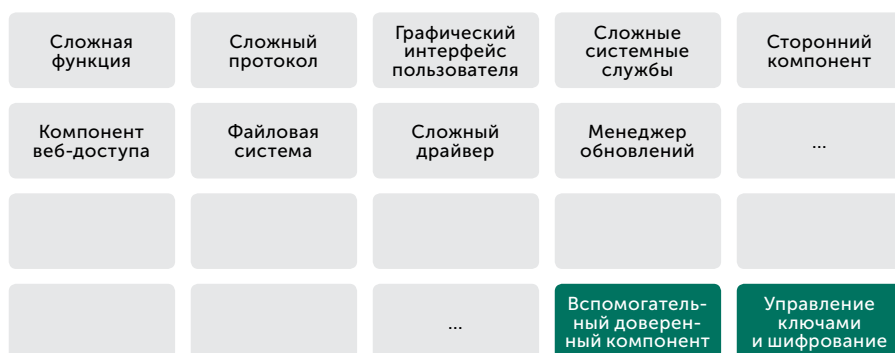 Сложная
функция
Сложный
протокол
Графический
интерфейс
пользователя
Сложные
системные
службы
Сторонний
компонент
Компонент
веб-доступа
Файловая
система
Сложный
драйвер
Менеджер
обновлений
...
...
Вспомогатель-
ный доверен-
ный компонент
Управление
ключами
и шифрование